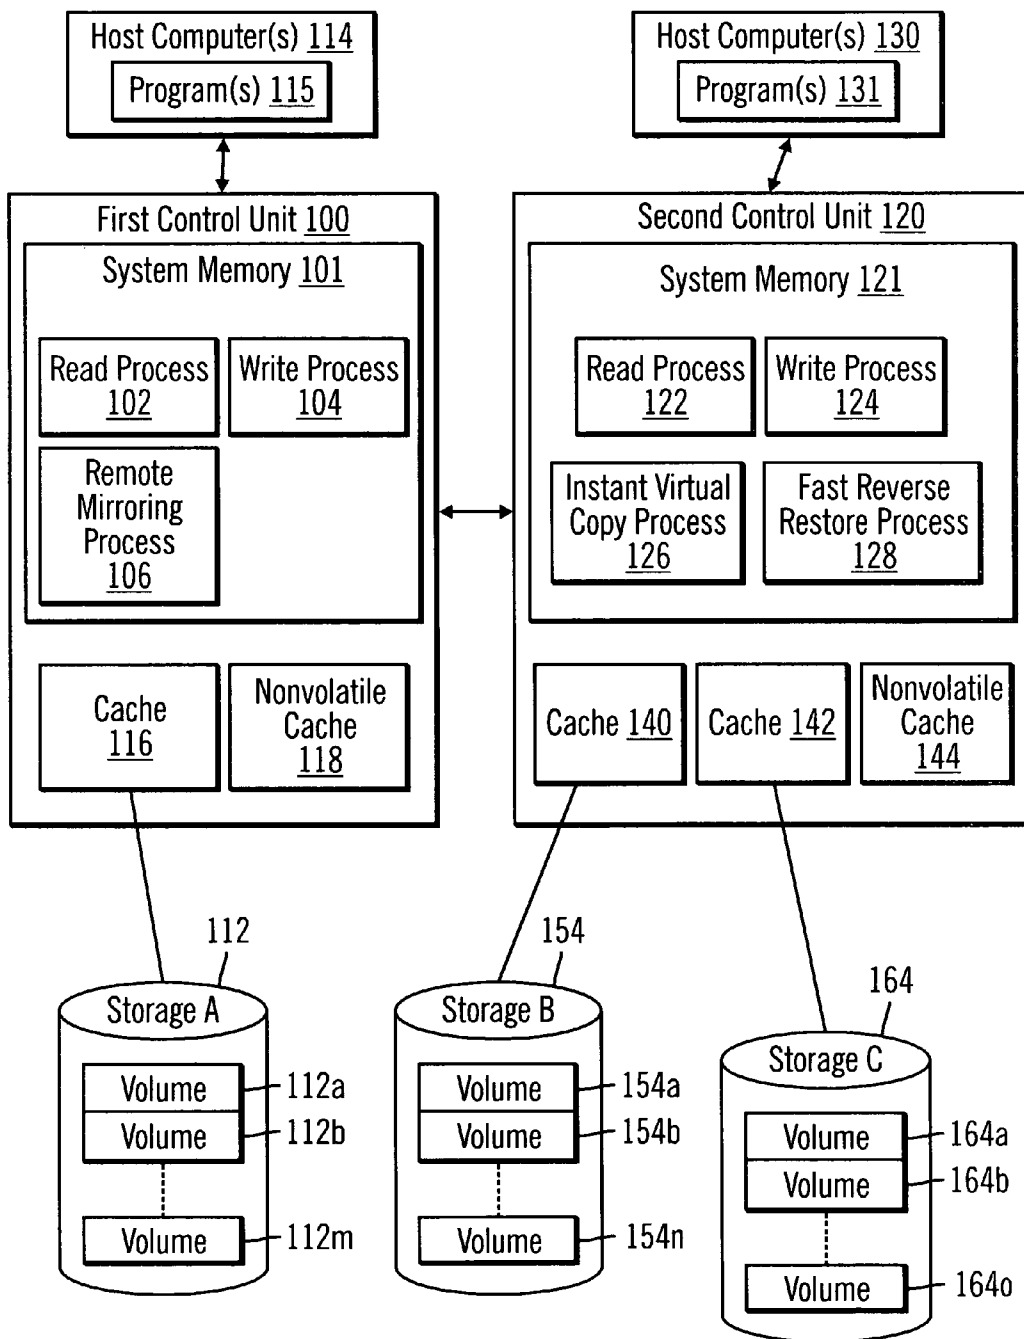 Host Computer(s) 114
Program(s) 115
Host Computer(s) 130
Program(s) 131
First Control Unit 100
System Memory 101
Read Process
102
Write Process
104
Remote
Mirroring
Process
106
Cache
116
Nonvolatile
Cache
118
Second Control Unit 120
System Memory 121
Read Process
122
Write Process
124
Instant Virtual
Copy Process
126
Fast Reverse
Restore Process
128
Cache 140
Cache 142
Nonvolatile
Cache
144
112
Storage A
Volume
112a
Volume
112b
Volume
112m
154
Storage B
Volume
154a
Volume
154b
Volume
154n
164
Storage C
Volume
164a
Volume
164b
Volume
164o